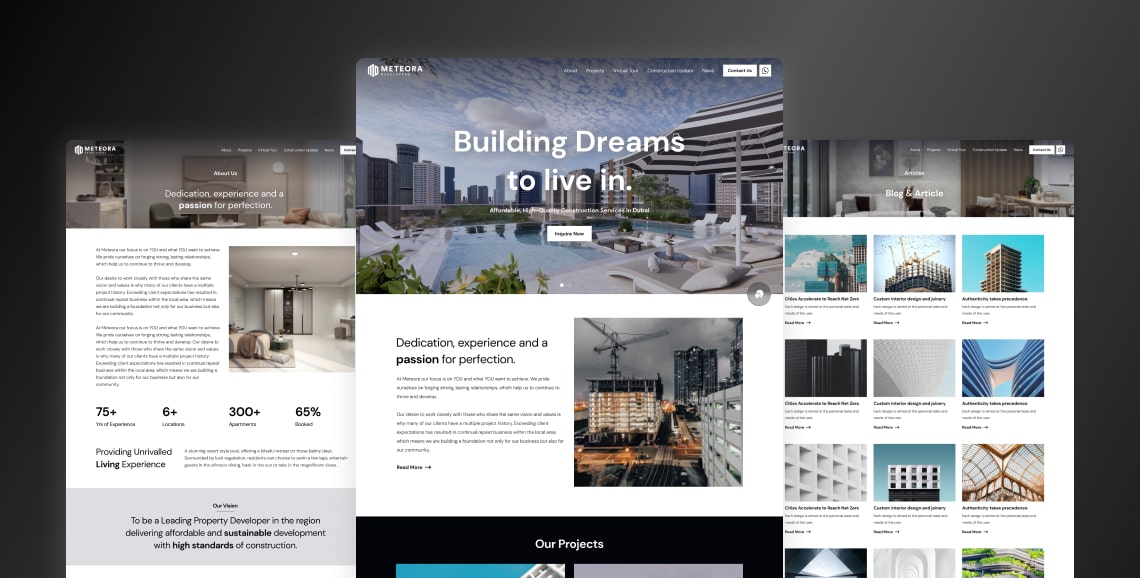 METEORA
DEVELOPERS
About
Projects
Virtual Tour
Construction Update
News
Contact Us
Building Dreams
to live in.
Affordable, High-Quality Construction Services in Dubai
Inquire Now
Dedication, experience and a
passion for perfection.
At Meteora our focus is on YOU and what YOU want to achieve. We pride
ourselves on forging strong, lasting relationships, which help us to continue to
thrive and develop.
Our desire to work closely with those who share the same vision and values is
why many of our clients have a multiple project history. Exceeding client
expectations has resulted in continual repeat business within the local area,
which means we are building a foundation not only for our business but also for
our community.
Read More
Our Projects
METEORA
DEVELOPERS
About
Projects
Virtual Tour
Construction Update
News
About Us
Dedication, experience and a
passion for perfection.
At Meteora our focus is on YOU and what YOU want to achieve.
We pride ourselves on forging strong, lasting relationships,
which help us to continue to thrive and develop.
Our desire to work closely with those who share the same
vision and values is why many of our clients have a multiple
project history. Exceeding client expectations has resulted in
continual repeat business within the local area, which means
we are building a foundation not only for our business but also
for our community.
At Meteora our focus is on YOU and what YOU want to achieve.
We pride ourselves on forging strong, lasting relationships,
which help us to continue to thrive and develop. Our desire to
work closely with those who share the same vision and values
is why many of our clients have a multiple project history.
Exceeding client expectations has resulted in continual repeat
business within the local area which means we are building a
foundation not only for our business but also for our
community.
75+
Yrs of Experience
6+
Locations
300+
Apartments
65%
Booked
Providing Unrivalled
Living Experience
A stunning resort style pool, offering a blissful retreat on those balmy days.
Surrounded by lush vegetation, residents can choose to swim a few laps, entertain
guests in the alfresco dining, bask in the sun or take in the magnificent views.
Our Vision
To be a Leading Property Developer in the region
delivering affordable and sustainable development
with high standards of construction.
TEORA
About
Projects
Virtual Tour
Construction Update
News
Contact Us
Articles
Blog & Article
Cities Accelerate to Reach Net Zero
Each design is aimed at the personal taste and
needs of the user.
Read More
Custom interior design and joinery
Each design is aimed at the personal taste and
needs of the user.
Read More
Authenticity takes precedence
Each design is aimed at the personal taste and
needs of the user.
Read More
Cities Accelerate to Reach Net Zero
Each design is aimed at the personal taste and
needs of the user.
Read More
Custom interior design and joinery
Each design is aimed at the personal taste and
needs of the user.
Read More
Authenticity takes precedence
Each design is aimed at the personal taste and
needs of the user.
Read More
Cities Accelerate to Reach Net Zero
Each design is aimed at the personal taste and
needs of the user.
Read More
Custom interior design and joinery
Each design is aimed at the personal taste and
needs of the user.
Read More
Authenticity takes precedence
Each design is aimed at the personal taste and
needs of the user.
Read More